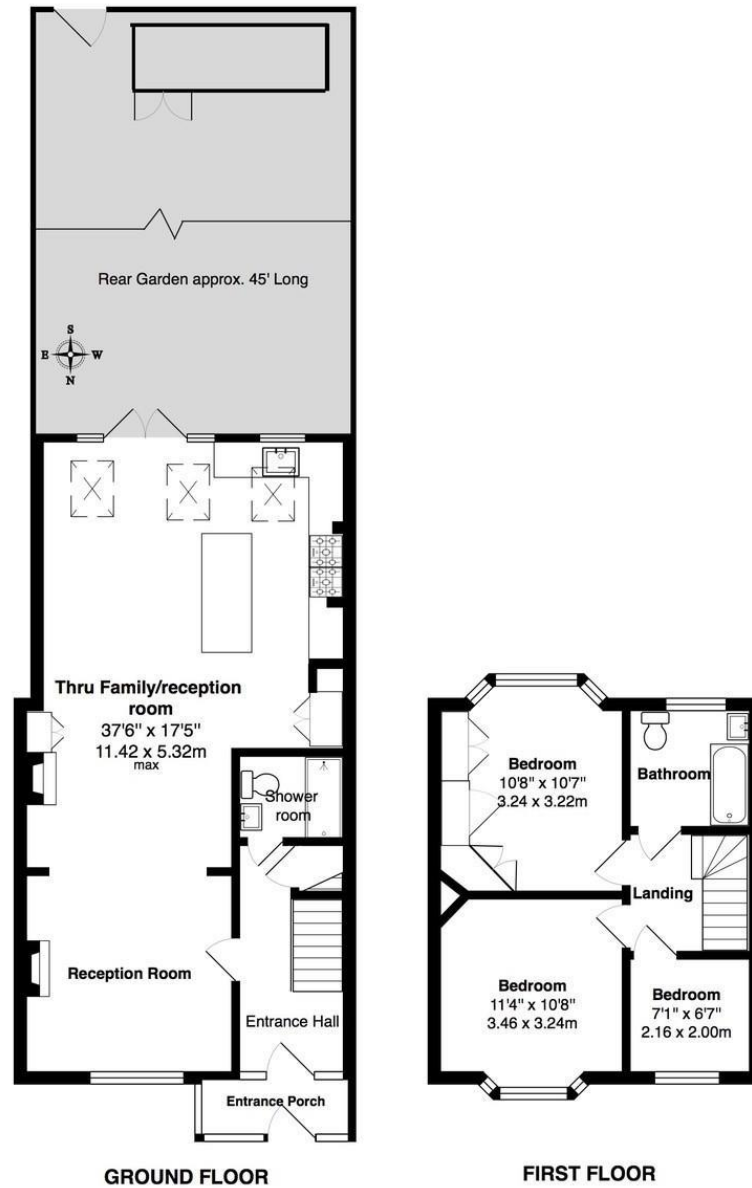 Rear Garden approx. 45' Long
S
E W
N
Thru Family/reception
room
37'6" x 17'5"
11.42 x 5.32m
max
Shower
room
Reception Room
Entrance Hall
Entrance Porch
GROUND FLOOR
Bedroom
10'8" x 10'7"
3.24 x 3.22m
Bathroom
Landing
Bedroom
11'4" x 10'8"
3.46 x 3.24m
Bedroom
7'1" x 6'7"
2.16 x 2.00m
FIRST FLOOR